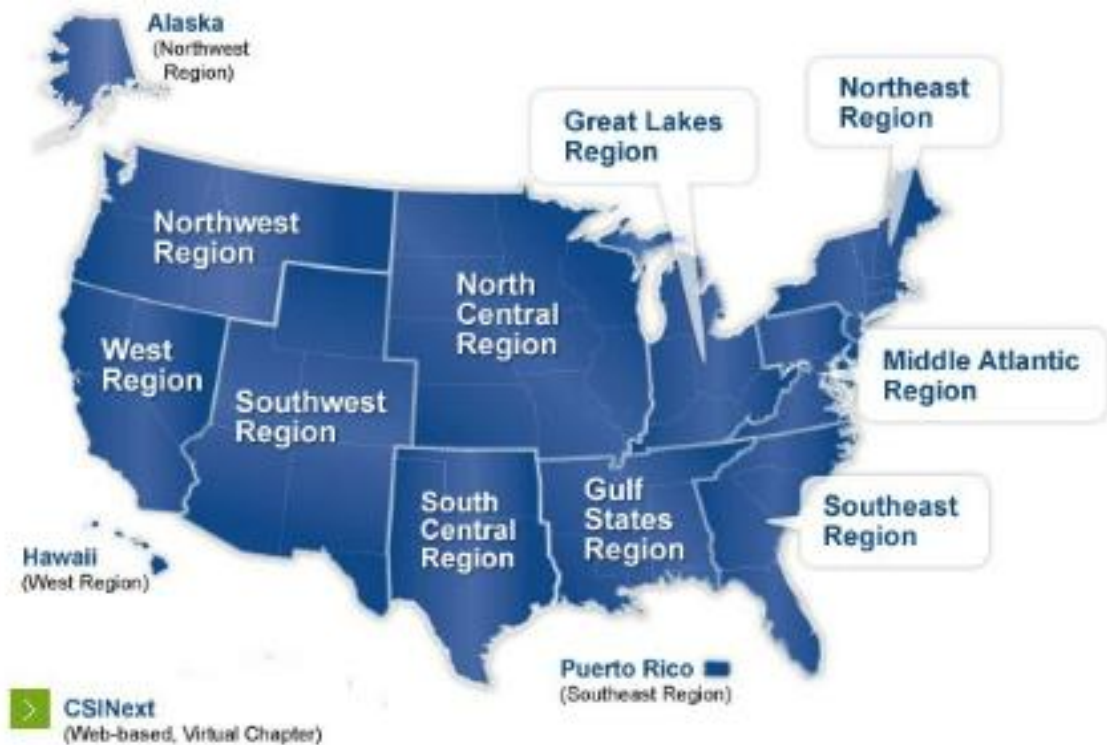 Alaska
(Northwest
Region)
Great Lakes
Region
Northeast
Region
Northwest
Region
North
Central
Region
West
Region
Southwest
Region
Middle Atlantic
Region
South
Central
Region
Gulf
States
Region
Southeast
Region
Hawaii
(West Region)
Puerto Rico
(Southeast Region)
CSINext
(Web-based, Virtual Chapter)